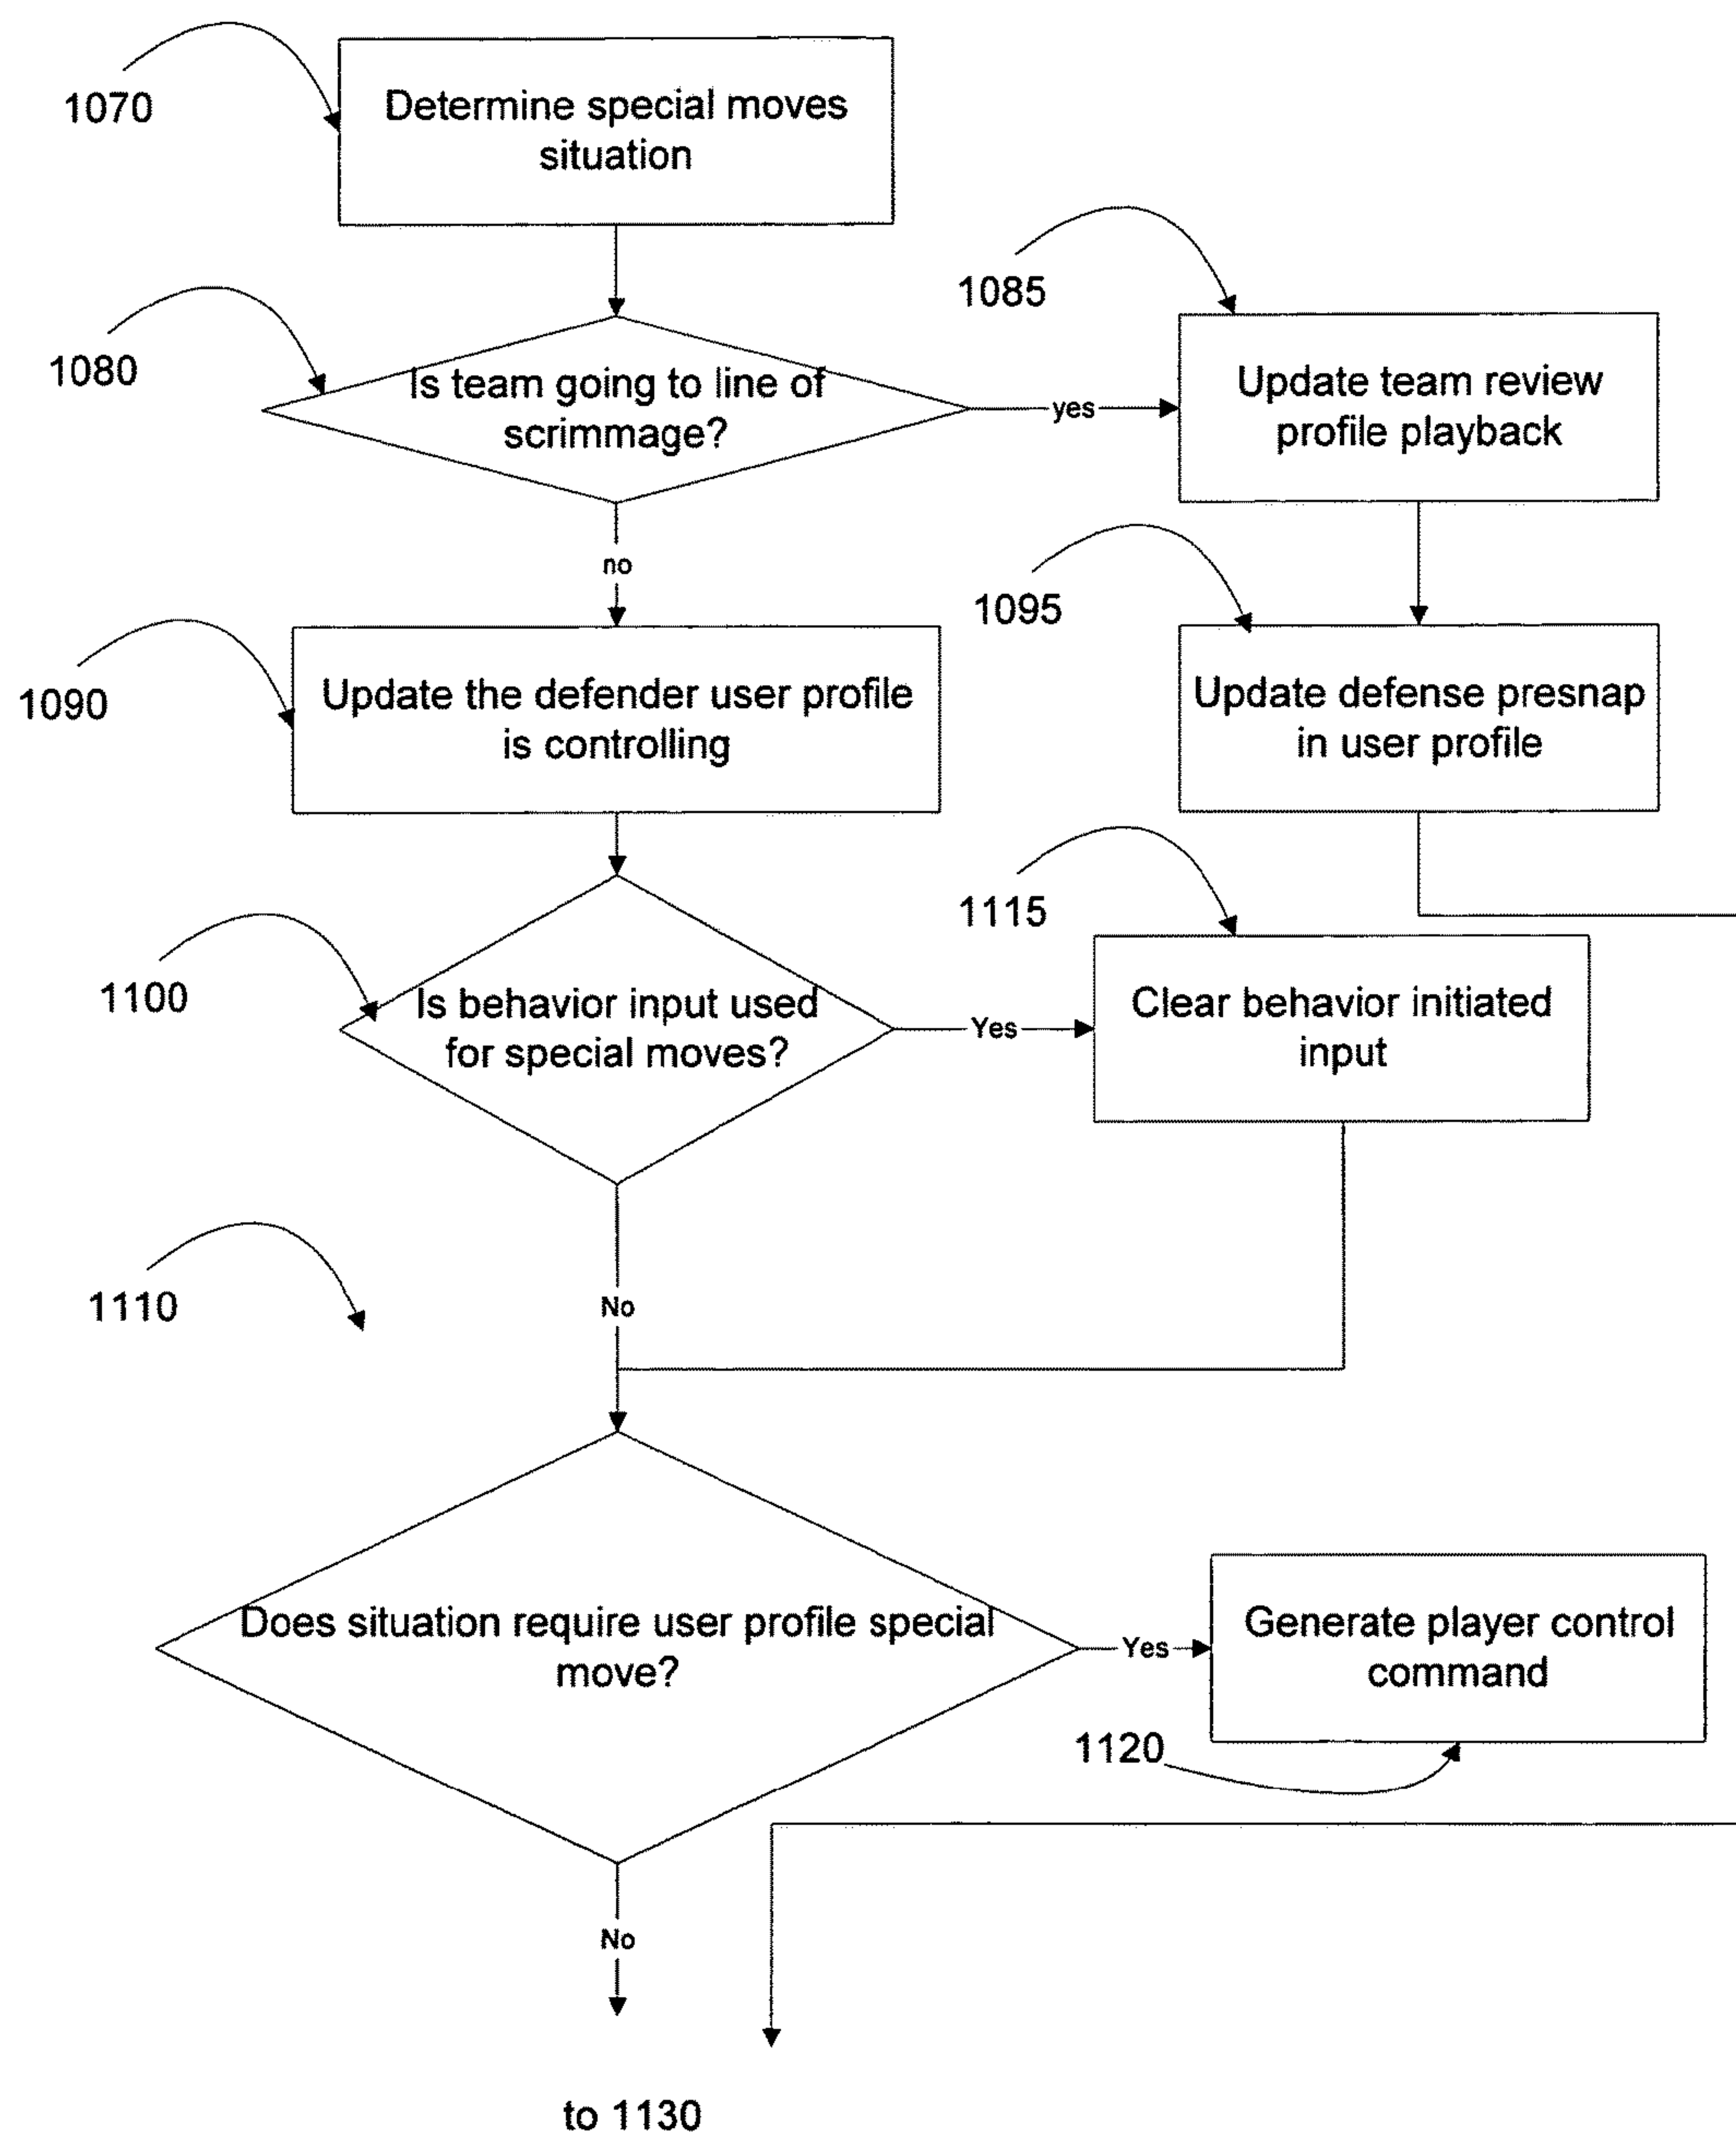 1070
Determine special moves
situation
1080
Is team going to line of
scrimmage?
yes
1085
Update team review
profile playback
no
1095
Update defense presnap
in user profile
1090
Update the defender user profile
is controlling
1100
Is behavior input used
for special moves?
Yes
1115
Clear behavior initiated
input
No
1110
Does situation require user profile special
move?
Yes
Generate player control
command
1120
No
to 1130